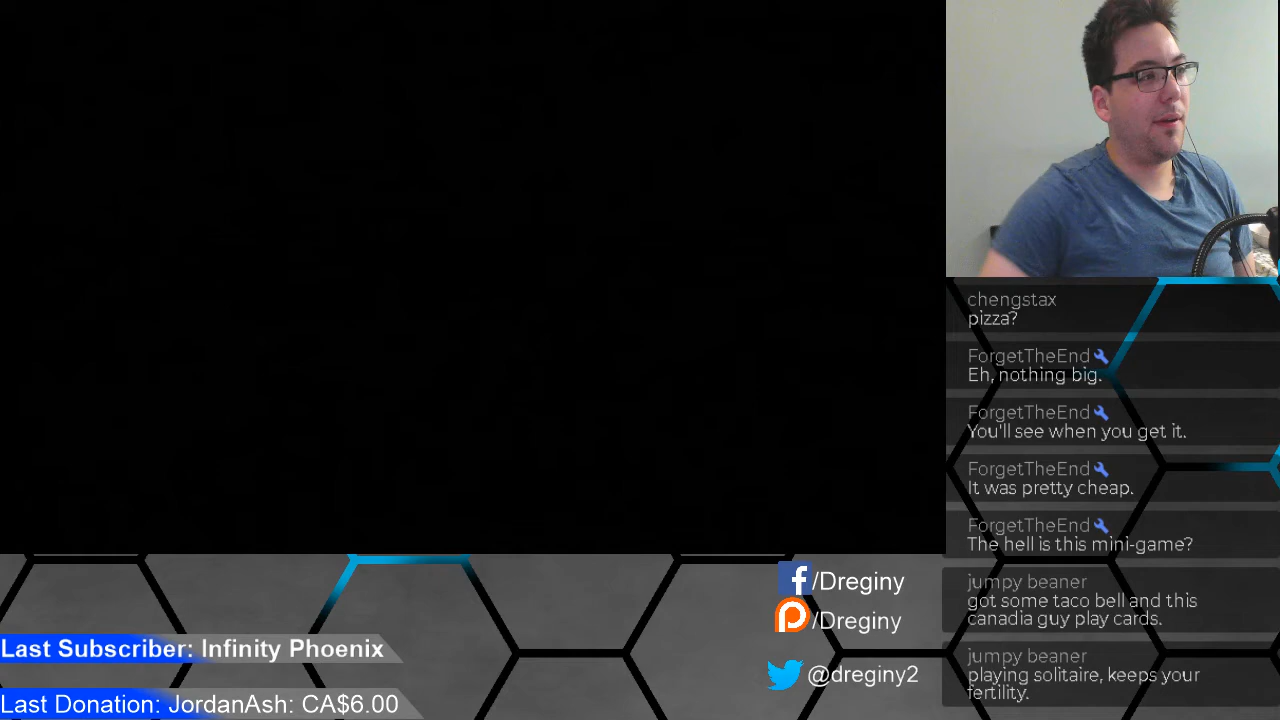 chengstax
pizza?
ForgetTheEnd
Eh, nothing big.
ForgetTheEnd
You'll see when you get it.
ForgetTheEnd
It was pretty cheap.
ForgetTheEnd
The hell is this mini-game?
jumpy beaner
got some taco bell and this
canadia guy play cards.
jumpy beaner
playing solitaire, keeps your
fertility.
f/Dreginy
/Dreginy
@dreginy2
Last Subscriber: Infinity Phoenix
Last Donation: JordanAsh: CA$6.00